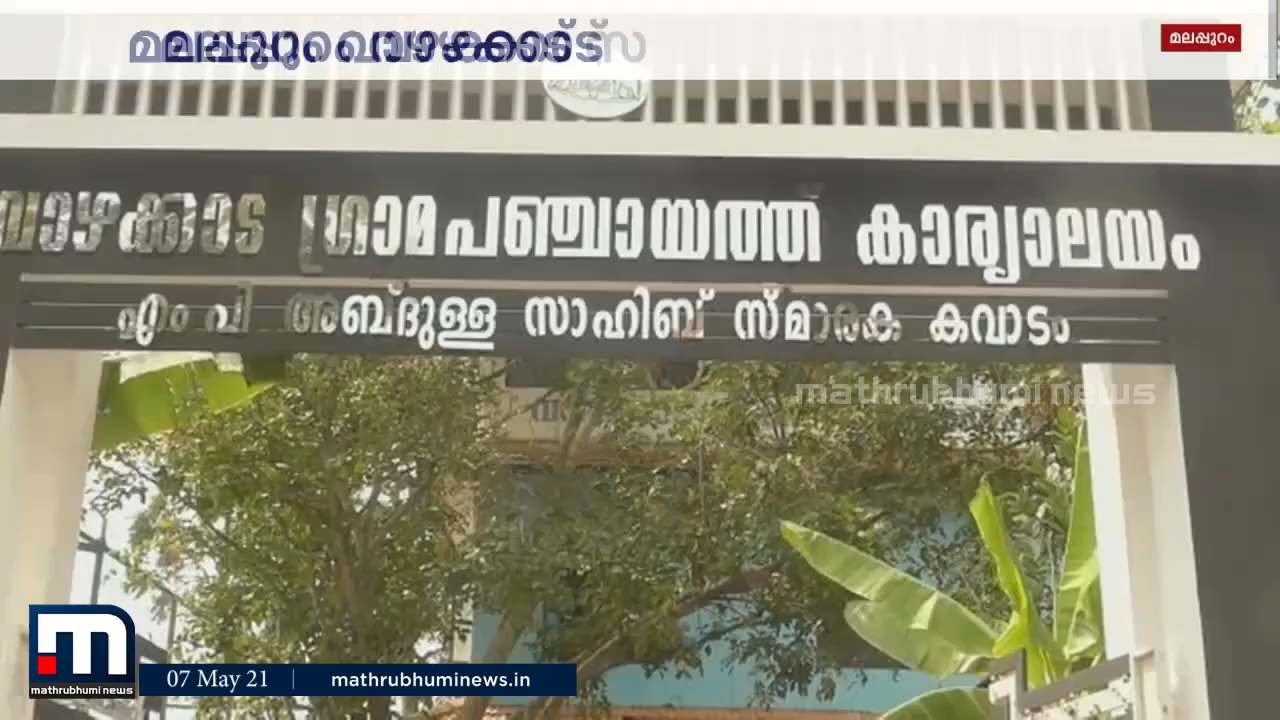 മലപ്പുറം വാഴക്കാട്
മലപ്പുറം
വാഴക്കാട് ഗ്രാമപഞ്ചായത്ത് കാര്യാലയം
എം പി അബ്ദുള്ള സാഹിബ് സ്മാരക കവാടം
mathrubhumi news
mathrubhumi news
07 May 21 mathrubhuminews.in